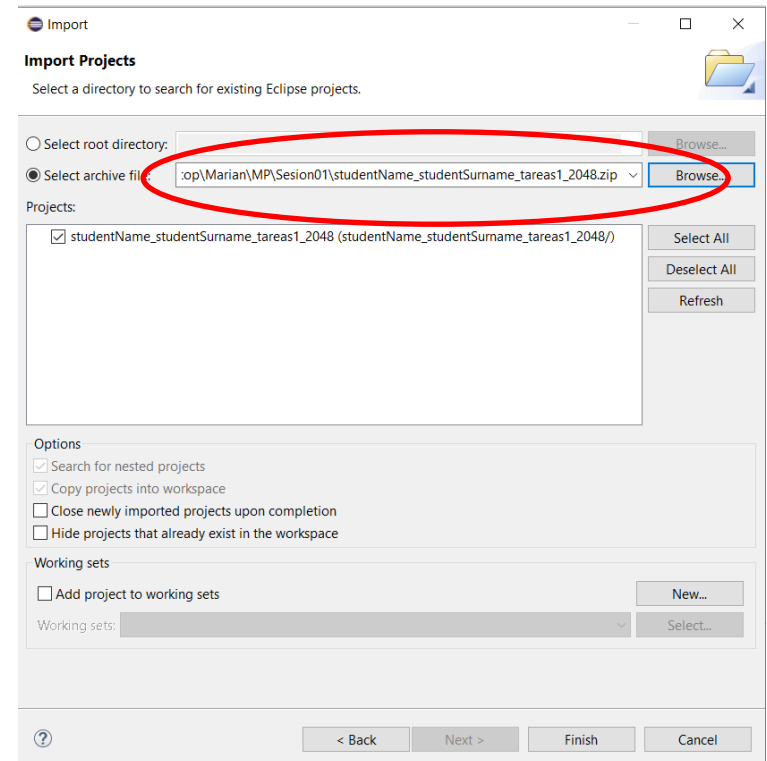 Import
Import Projects
Select a directory to search for existing Eclipse projects.
Select root directory:
Browse...
Select archive file:
:op\Marian\MP\Sesion01\studentName_studentSurname_tareas1_2048.zip
Browse...
Projects:
studentName_studentSurname_tareas1_2048 (studentName_studentSurname_tareas1_2048/)
Select All
Deselect All
Refresh
Options
Search for nested projects
Copy projects into workspace
Close newly imported projects upon completion
Hide projects that already exist in the workspace
Working sets
Add project to working sets
New...
Working sets:
Select...
?
< Back
Next >
Finish
Cancel